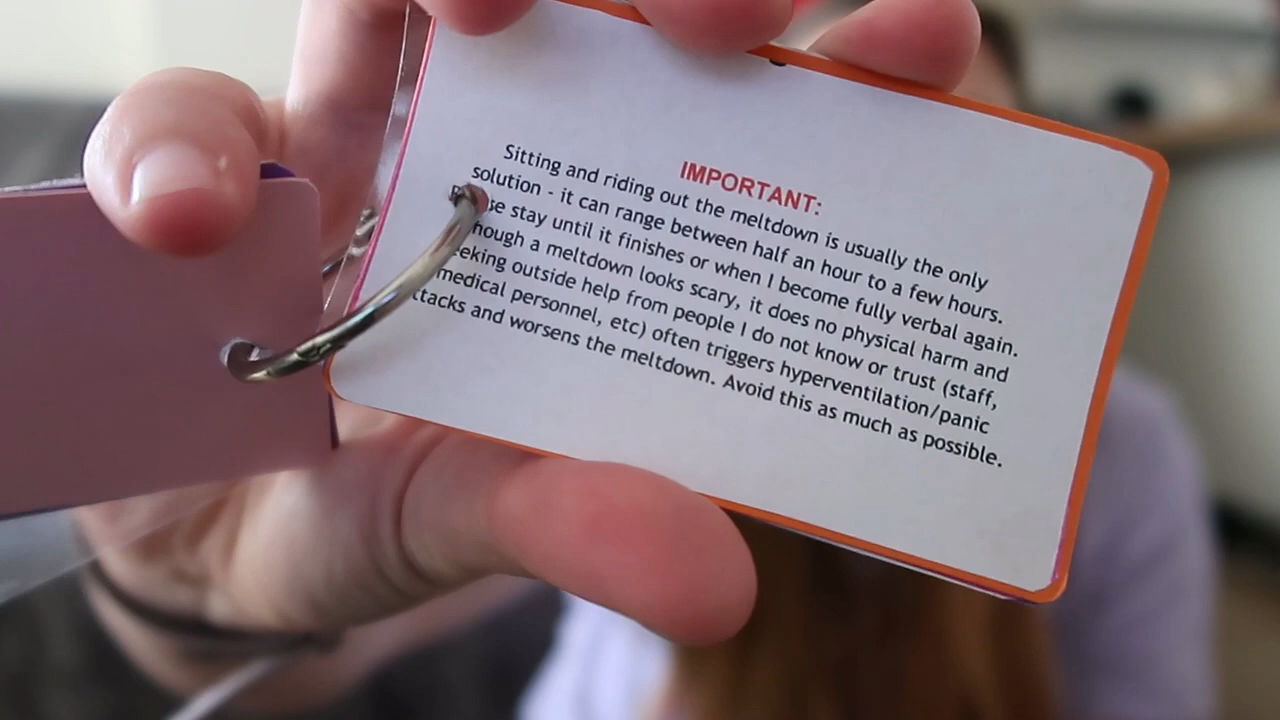 IMPORTANT:
Sitting and riding out the meltdown is usually the only
solution - it can range between half an hour to a few hours.
stay until it finishes or when I become fully verbal again.
a meltdown looks scary, it does no physical harm and
outside help from people I do not know or trust (staff,
medical personnel, etc) often triggers hyperventilation/panic
and worsens the meltdown. Avoid this as much as possible.